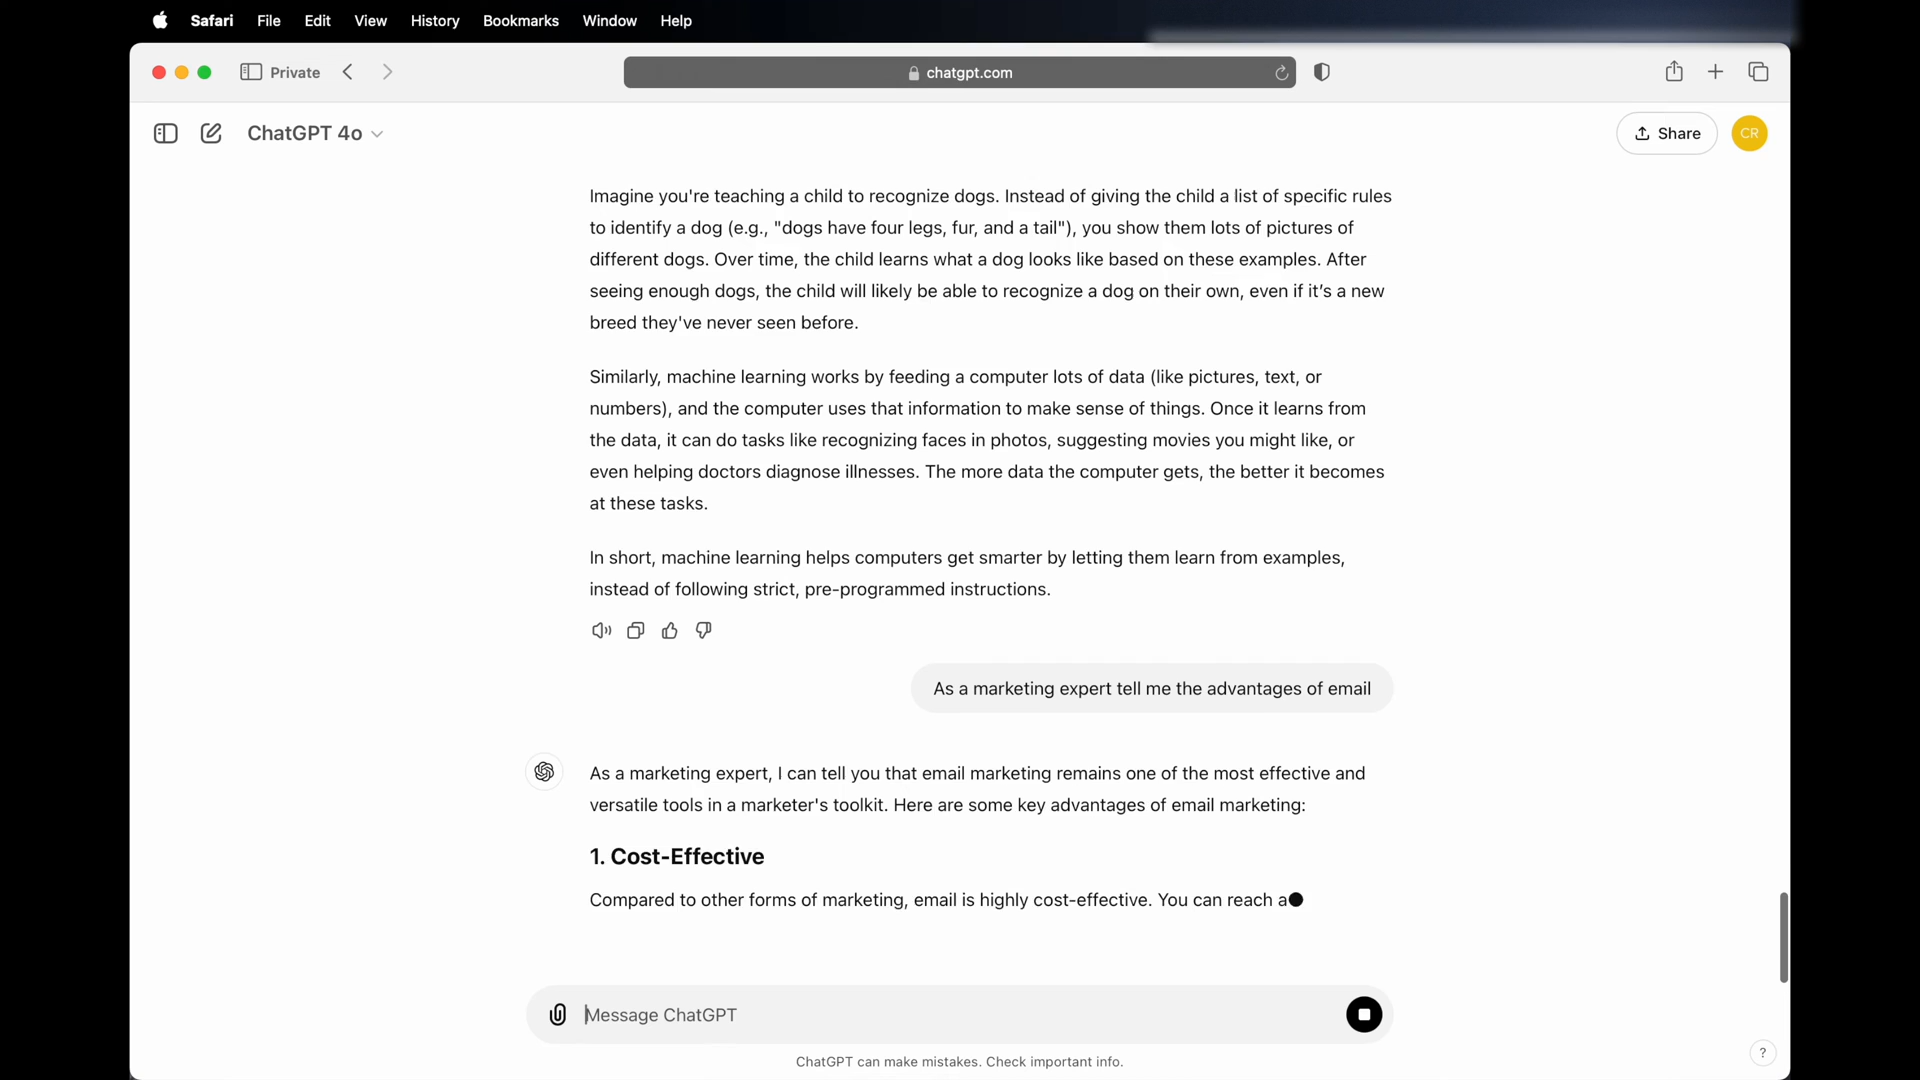 Safari File Edit View History Bookmarks Window Help
Private chatgpt.com
ChatGPT 4o Share CR
Imagine you're teaching a child to recognize dogs. Instead of giving the child a list of specific rules
to identify a dog (e.g., "dogs have four legs, fur, and a tail"), you show them lots of pictures of
different dogs. Over time, the child learns what a dog looks like based on these examples. After
seeing enough dogs, the child will likely be able to recognize a dog on their own, even if it’s a new
breed they've never seen before.
Similarly, machine learning works by feeding a computer lots of data (like pictures, text, or
numbers), and the computer uses that information to make sense of things. Once it learns from
the data, it can do tasks like recognizing faces in photos, suggesting movies you might like, or
even helping doctors diagnose illnesses. The more data the computer gets, the better it becomes
at these tasks.
In short, machine learning helps computers get smarter by letting them learn from examples,
instead of following strict, pre-programmed instructions.
As a marketing expert tell me the advantages of email
As a marketing expert, I can tell you that email marketing remains one of the most effective and
versatile tools in a marketer's toolkit. Here are some key advantages of email marketing:
1. Cost-Effective
Compared to other forms of marketing, email is highly cost-effective. You can reach a
Message ChatGPT
ChatGPT can make mistakes. Check important info.
?